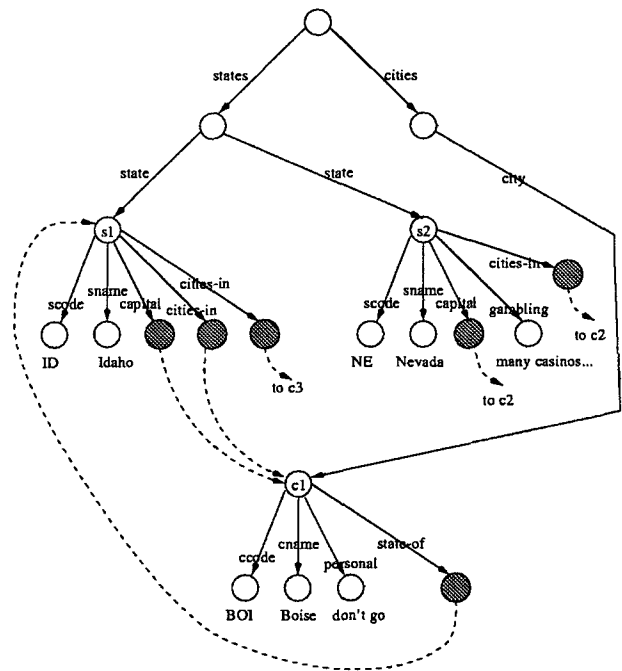 states
cities
state
state
city
s1
s2
scode
sname
capital
cities-in
cities-in
scode
sname
capital
gambling
cities-in
ID
Idaho
to c3
NE
Nevada
many casinos...
to c2
to c2
c1
ccode
cname
personal
state-of
BOI
Boise
don't go